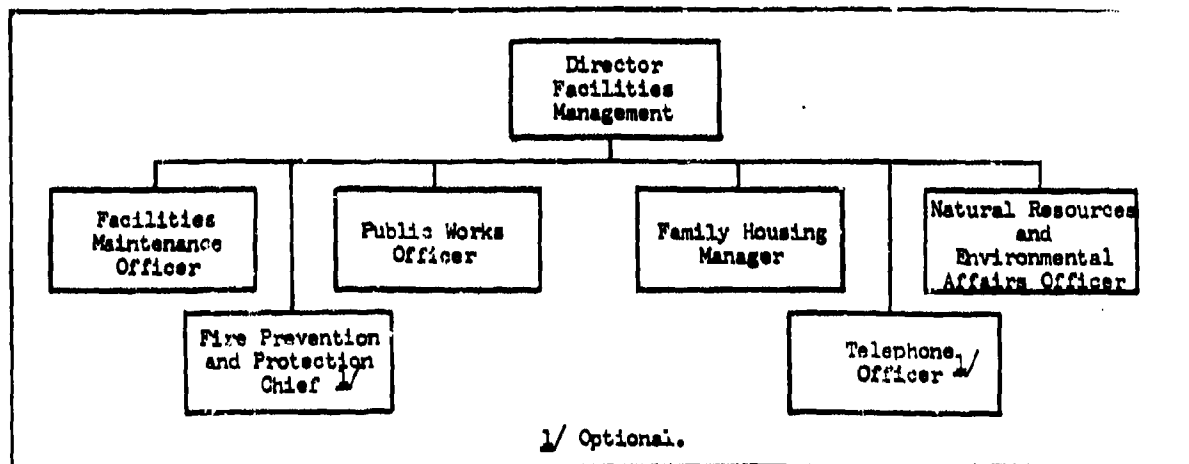 Director
Facilities
Management
Facilities
Maintenance
Officer
Public Works
Officer
Family Housing
Manager
Natural Resources
and
Environmental
Affairs Officer
Fire Prevention
and Protection
Chief 1/
Telephone
Officer 1/
1/ Optional.